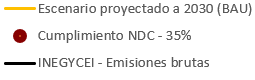 Escenario proyectado a 2030 (BAU)
Cumplimiento NDC - 35%
INEGYCEI - Emisiones brutas